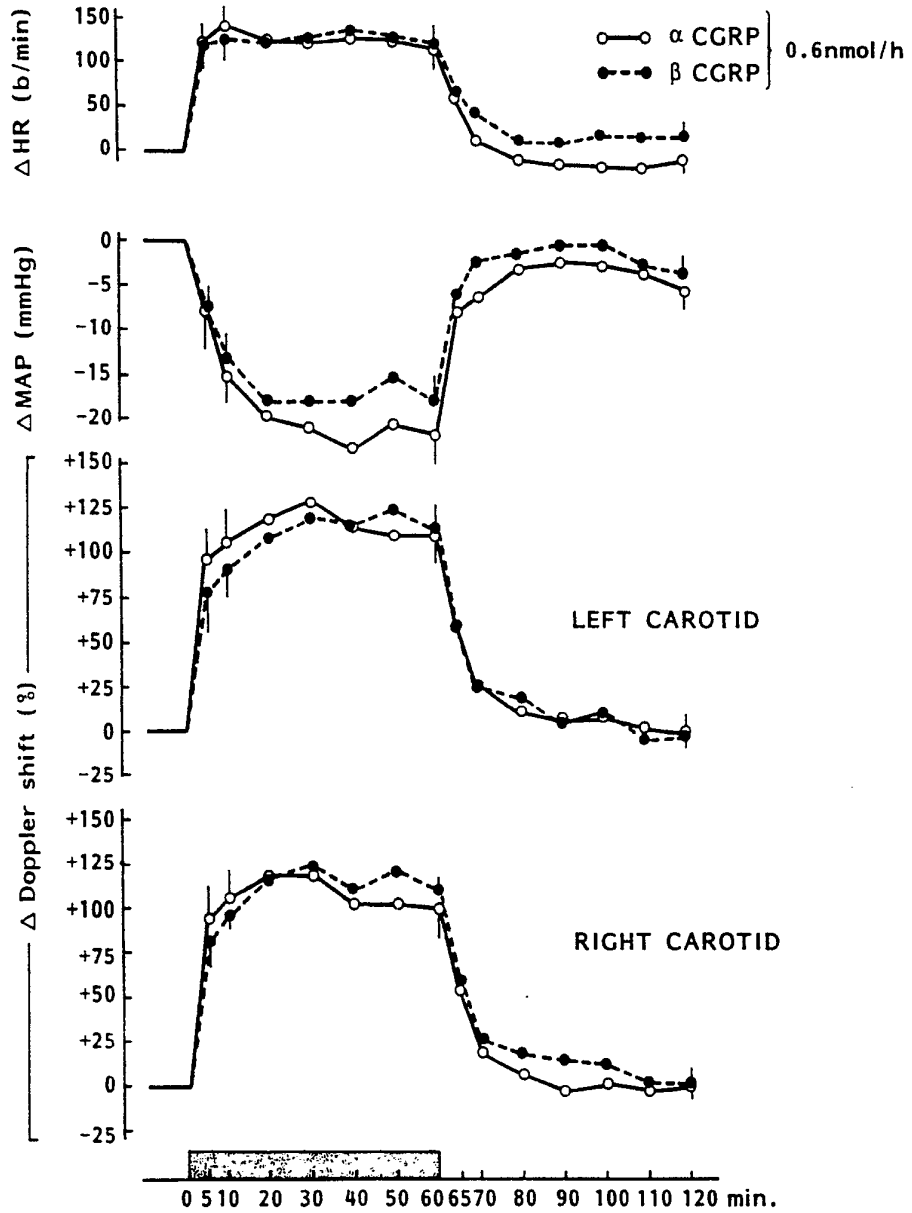 α CGRP
β CGRP
0.6nmol/h
Δ HR (b/min)
150
100
50
0
Δ MAP (mmHg)
0
-5
-10
-15
-20
Δ Doppler shift (%)
+150
+125
+100
+75
+50
+25
0
-25
LEFT CAROTID
+150
+125
+100
+75
+50
+25
0
-25
RIGHT CAROTID
0 5 10 20 30 40 50 60 65 70 80 90 100 110 120 min.